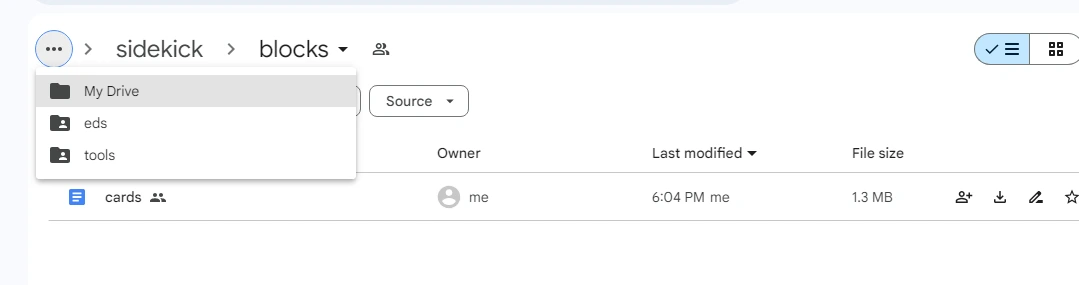 sidekick blocks
My Drive
Source
eds
tools
Owner Last modified File size
cards me 6:04 PM me 1.3 MB